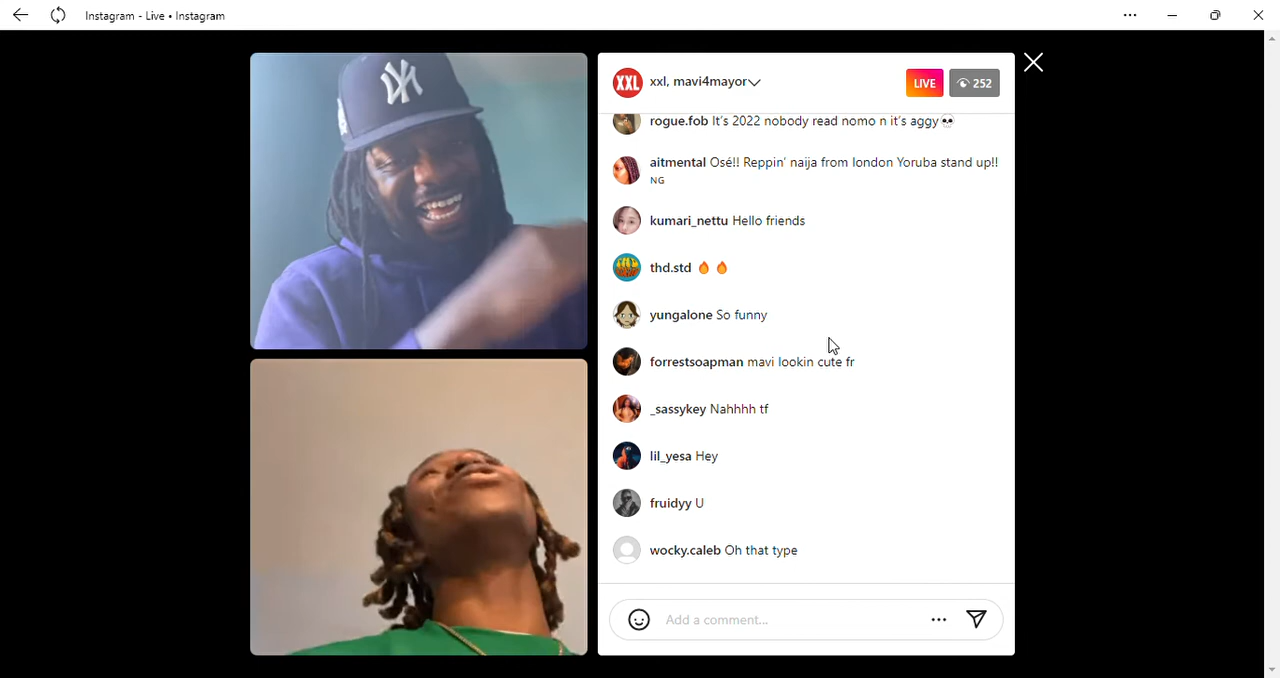 Instagram - Live • Instagram
NY
XXL xxl, mavi4mayor LIVE 252
rogue.fob It's 2022 nobody read nomo n it's aggy💀
aitmental Osé!! Reppin' naija from london Yoruba stand up!!
NG
kumari_nettu Hello friends
thd.std 🔥 🔥
yungalone So funny
forrestsoapman mavi lookin cute fr
_sassykey Nahhhh tf
lil_yesa Hey
fruidyy U
wocky.caleb Oh that type
Add a comment...